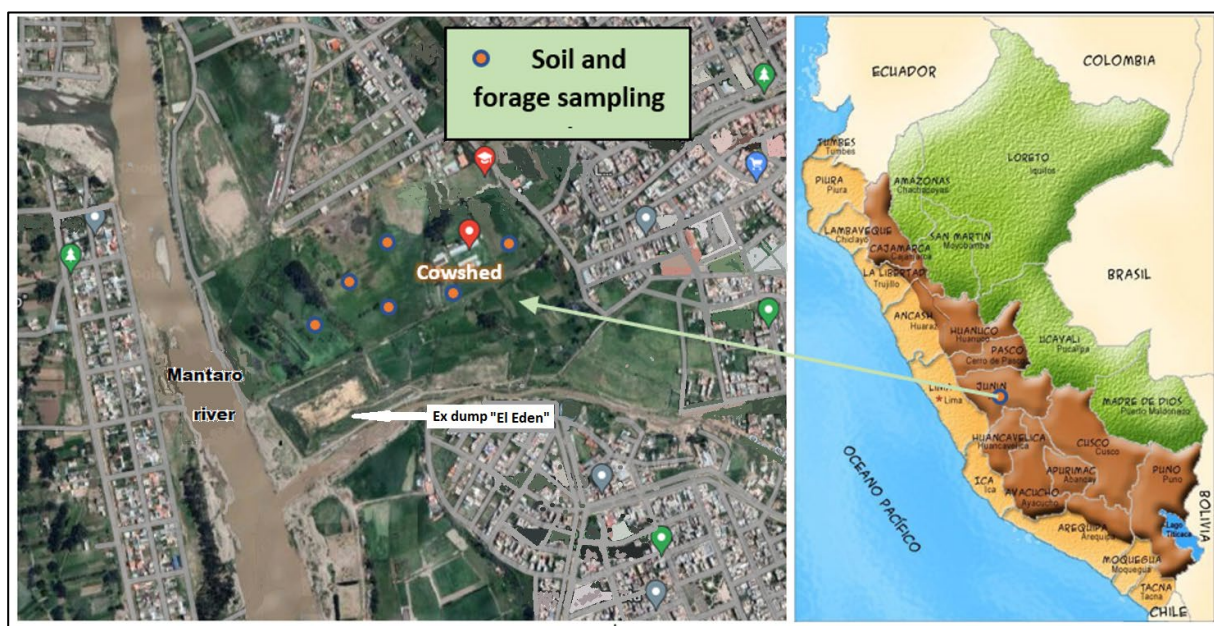 Soil and
forage sampling
-
Cowshed
Mantaro
river
Ex dump "El Eden"
ECUADOR
COLOMBIA
TUMBES
Tumbes
PIURA
Piura
LORETO
Iquitos
AMAZONAS
Chachapoyas
LAMBAYEQUE
Chiclayo
SAN MARTIN
Moyobamba
CAJAMARCA
Cajamarca
LA LIBERTAD
Trujillo
BRASIL
ANCASH
Huaraz
HUANUCO
Huanuco
UCAYALI
Pucallpa
PASCO
Cerro de Pasco
JUNIN
LIMA
Lima
MADRE DE DIOS
Puerto Maldonado
HUANCAVELICA
Huancavelica
CUSCO
Cusco
ICA
Ica
APURIMAC
Abancay
AYACUCHO
Ayacucho
PUNO
Puno
AREQUIPA
Arequipa
Lago
Titicaca
MOQUEGUA
Moquegua
TACNA
Tacna
OCEANO PACÍFICO
BOLIVIA
CHILE